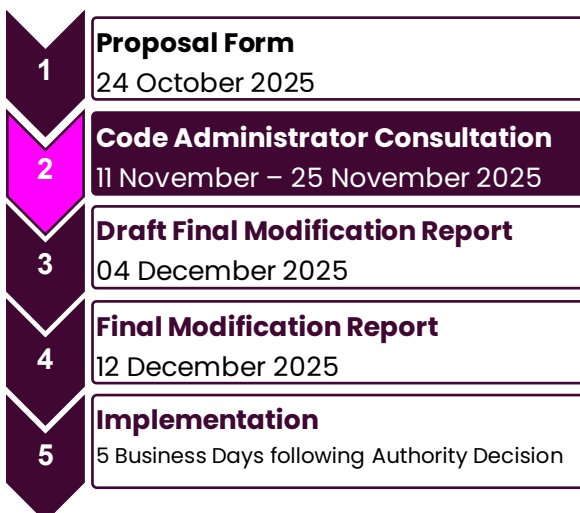 1
Proposal Form
24 October 2025
2
Code Administrator Consultation
11 November – 25 November 2025
3
Draft Final Modification Report
04 December 2025
4
Final Modification Report
12 December 2025
5
Implementation
5 Business Days following Authority Decision